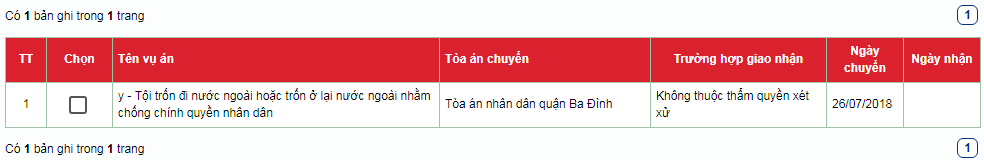 Có 1 bản ghi trong 1 trang 1
TT Chọn Tên vụ án Tòa án chuyển Trường hợp giao nhận Ngày chuyển Ngày nhận
1 y - Tội trốn đi nước ngoài hoặc trốn ở lại nước ngoài nhằm
chống chính quyền nhân dân
Tòa án nhân dân quận Ba Đình
Không thuộc thẩm quyền xét
xử
26/07/2018
Có 1 bản ghi trong 1 trang 1